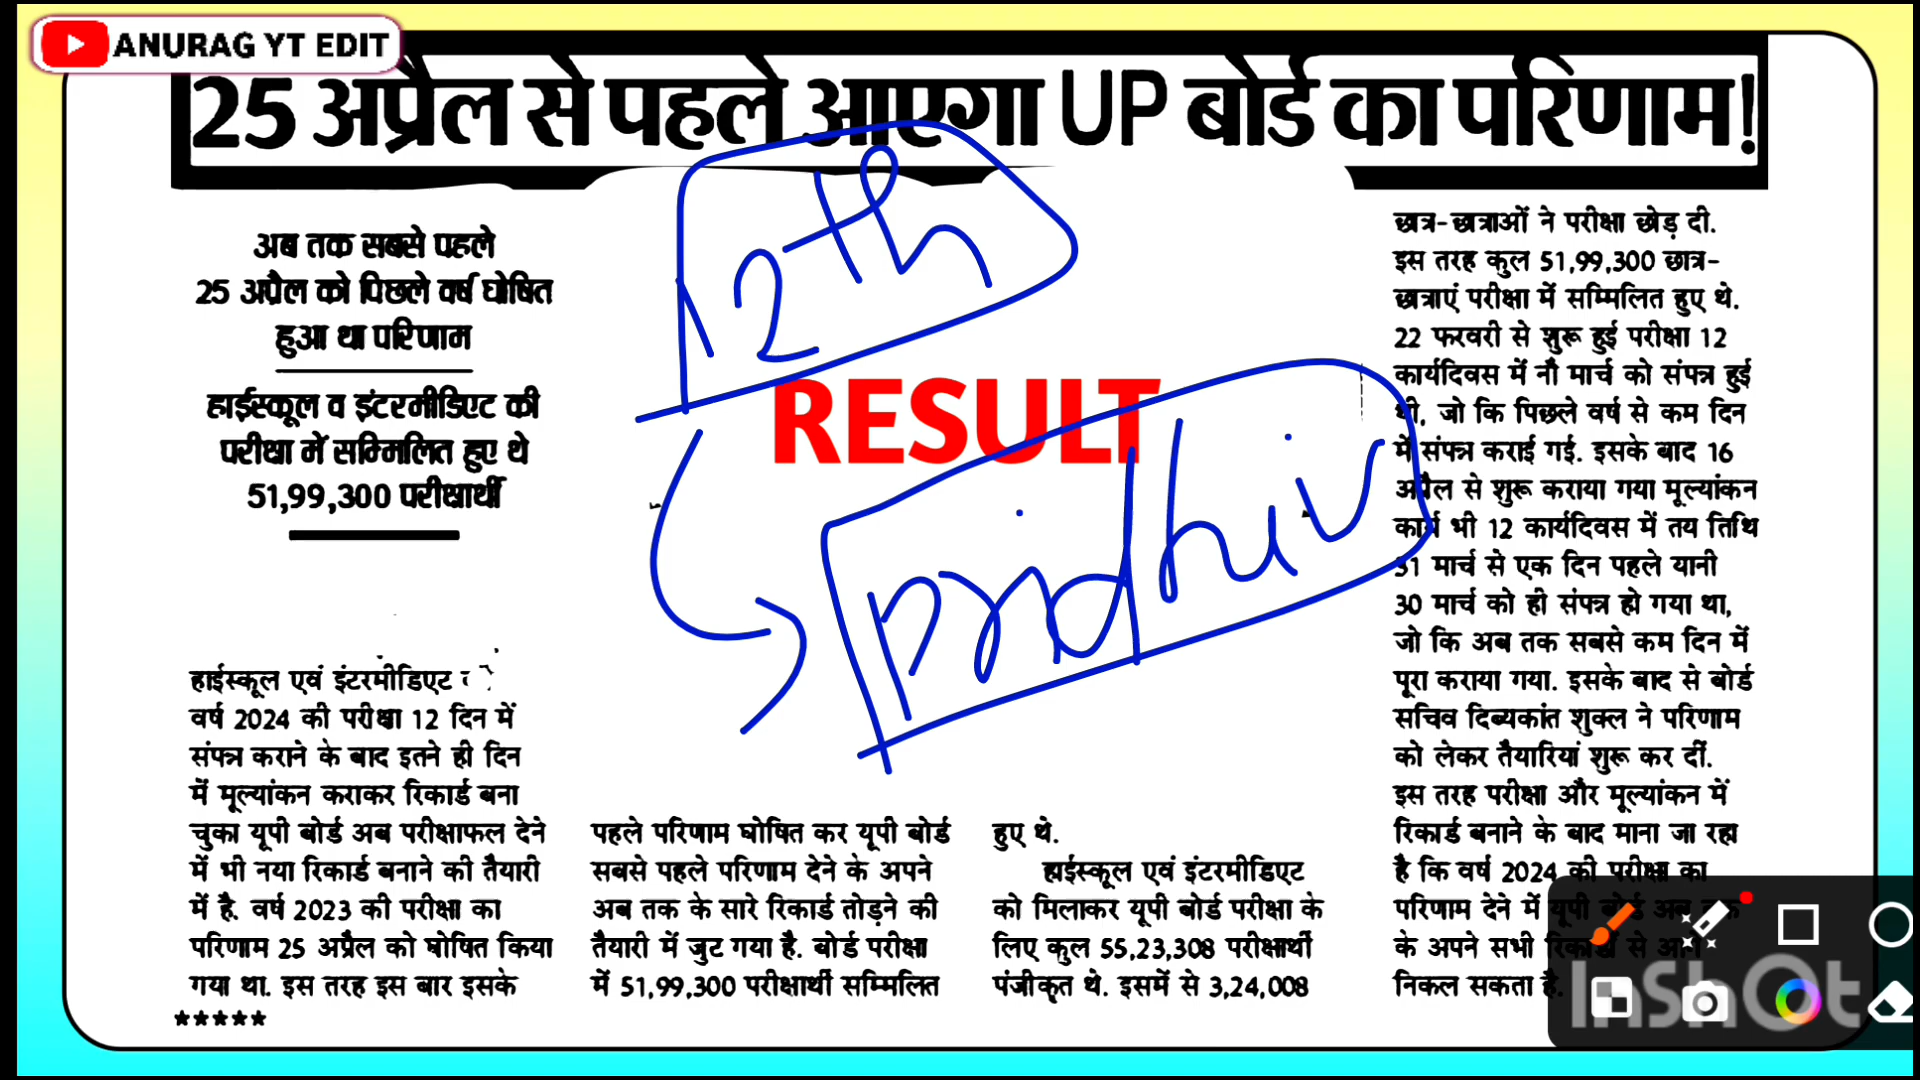 ANURAG YT EDIT
25 अप्रैल से पहले आएगा UP बोर्ड का परिणाम!
अब तक सबसे पहले
25 अप्रैल को पिछले वर्ष घोषित
हुआ था परिणाम
हाईस्कूल व इंटरमीडिएट की
परीक्षा में सम्मिलित हुए थे
51,99,300 परीक्षार्थी
12th
RESULT
हाईस्कूल एवं इंटरमीडिएट
वर्ष 2024 की परीक्षा 12 दिन में
संपन्न कराने के बाद इतने ही दिन
में मूल्यांकन कराकर रिकार्ड बना
चुका यूपी बोर्ड अब परीक्षाफल देने
में भी नया रिकार्ड बनाने की तैयारी
में है. वर्ष 2023 की परीक्षा का
परिणाम 25 अप्रैल को घोषित किया
गया था. इस तरह इस बार इसके
*****
पहले परिणाम घोषित कर यूपी बोर्ड
सबसे पहले परिणाम देने के अपने
अब तक के सारे रिकार्ड तोड़ने की
तैयारी में जुट गया है. बोर्ड परीक्षा
में 51,99,300 परीक्षार्थी सम्मिलित
हुए थे.
हाईस्कूल एवं इंटरमीडिएट
को मिलाकर यूपी बोर्ड परीक्षा के
लिए कुल 55,23,308 परीक्षार्थी
पंजीकृत थे. इसमें से 3,24,008
छात्र-छात्राओं ने परीक्षा छोड़ दी.
इस तरह कुल 51,99,300 छात्र-
छात्राएं परीक्षा में सम्मिलित हुए थे.
22 फरवरी से शुरू हुई परीक्षा 12
कार्यदिवस में नौ मार्च को संपन्न हुई
थी, जो कि पिछले वर्ष से कम दिन
में संपन्न कराई गई. इसके बाद 16
अप्रैल से शुरू कराया गया मूल्यांकन
कार्य भी 12 कार्यदिवस में तय तिथि
31 मार्च से एक दिन पहले यानी
30 मार्च को ही संपन्न हो गया था,
जो कि अब तक सबसे कम दिन में
पूरा कराया गया. इसके बाद से बोर्ड
सचिव दिब्यकांत शुक्ल ने परिणाम
को लेकर तैयारियां शुरू कर दीं.
इस तरह परीक्षा और मूल्यांकन में
रिकार्ड बनाने के बाद माना जा रहा
है कि वर्ष 2024 की परीक्षा का
परिणाम देने में यूपी बोर्ड अब तक
के अपने सभी रिकार्डों से आगे
निकल सकता है.
InShOt